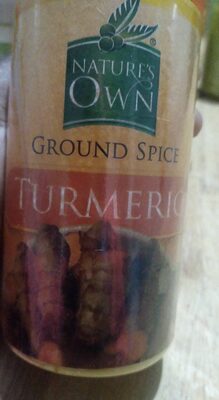 NATURE'S
OWN
GROUND SPICE
TURMERIC